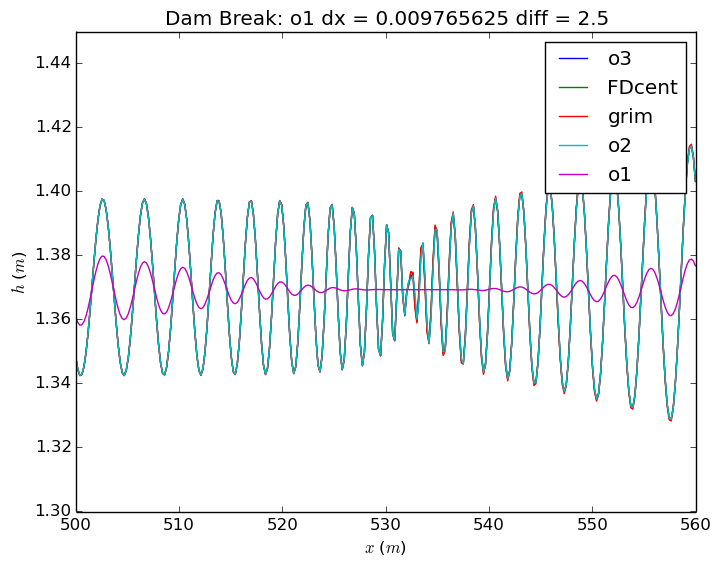 Dam Break: o1 dx = 0.009765625 diff = 2.5
1.44
1.42
1.40
1.38
1.36
1.34
1.32
1.30
h (m)
o3
FDcent
grim
o2
o1
500 510 520 530 540 550 560
x (m)